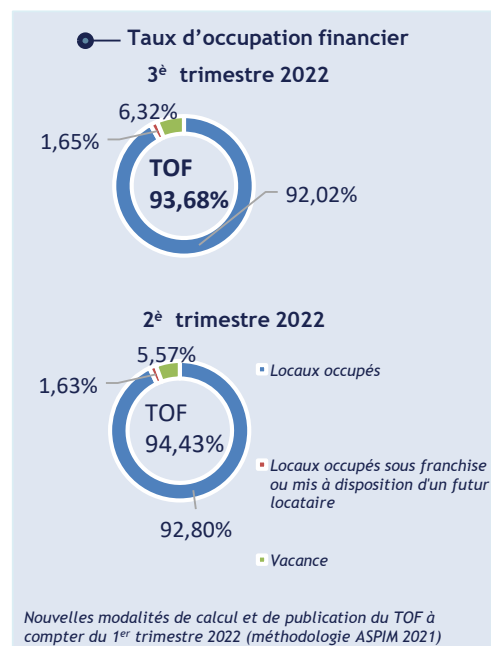 Taux d’occupation financier
3è trimestre 2022
6,32%
1,65%
TOF
93,68%
92,02%
2è trimestre 2022
5,57%
1,63%
TOF
94,43%
92,80%
Locaux occupés
Locaux occupés sous franchise
ou mis à disposition d'un futur
locataire
Vacance
Nouvelles modalités de calcul et de publication du TOF à
compter du 1er trimestre 2022 (méthodologie ASPIM 2021)